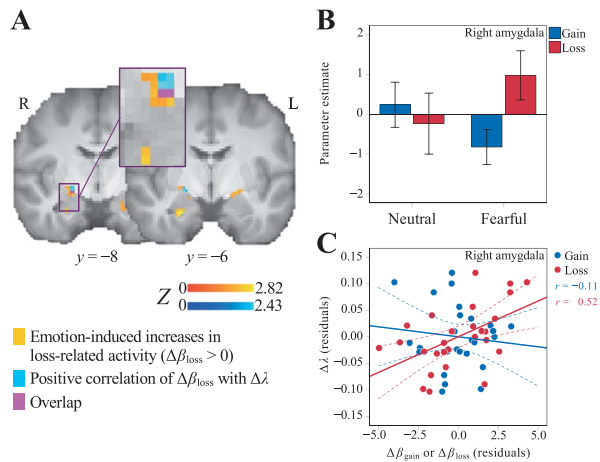 A
R
L
y = −8
y = −6
Z
0
2.82
0
2.43
Emotion-induced increases in
loss-related activity (Δβloss > 0)
Positive correlation of Δβloss with Δλ
Overlap
B
Right amygdala
Gain
Loss
Parameter estimate
2
1
0
−1
−2
Neutral
Fearful
C
Right amygdala
Gain
Loss
r = −0.11
r = 0.52
Δλ (residuals)
0.15
0.10
0.05
0.00
−0.05
−0.10
−0.15
−5.0
−2.5
0.0
2.5
5.0
Δβgain or Δβloss (residuals)